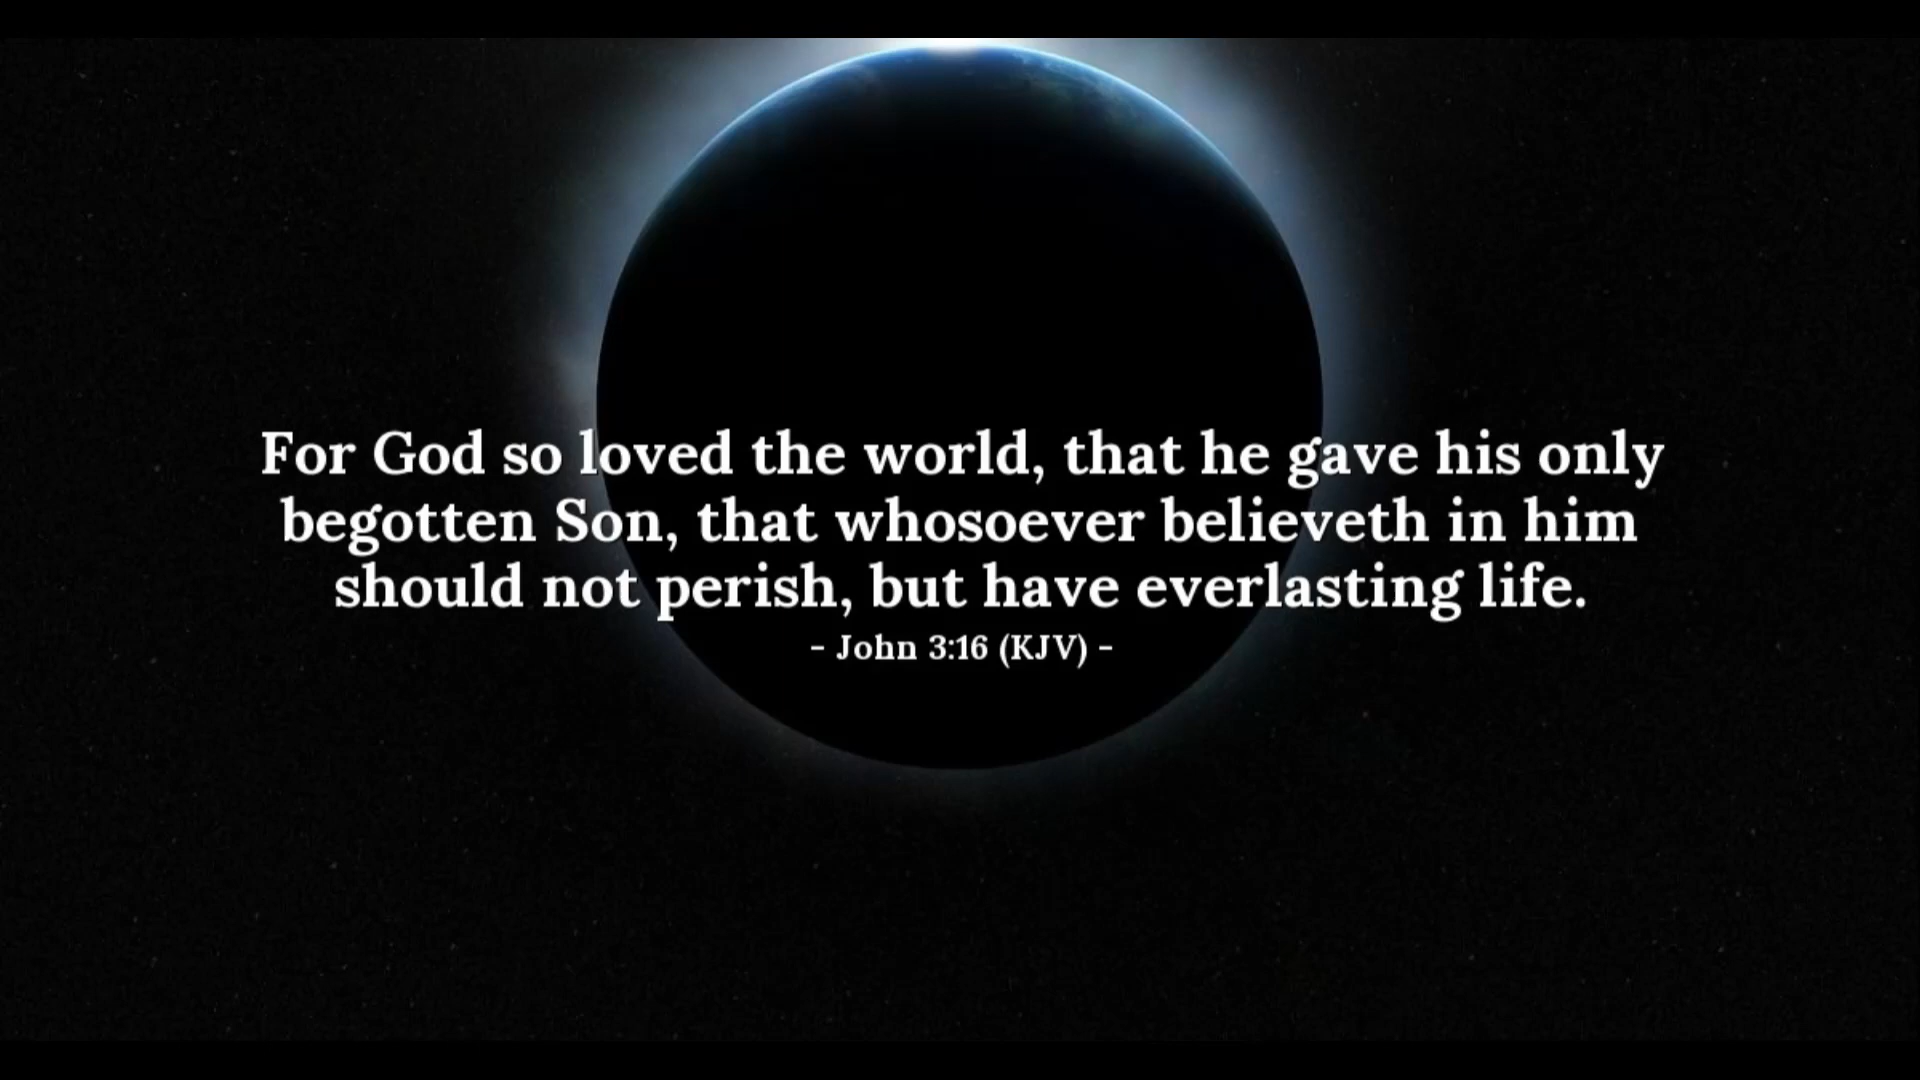 For God so loved the world, that he gave his only
begotten Son, that whosoever believeth in him
should not perish, but have everlasting life.
- John 3:16 (KJV) -